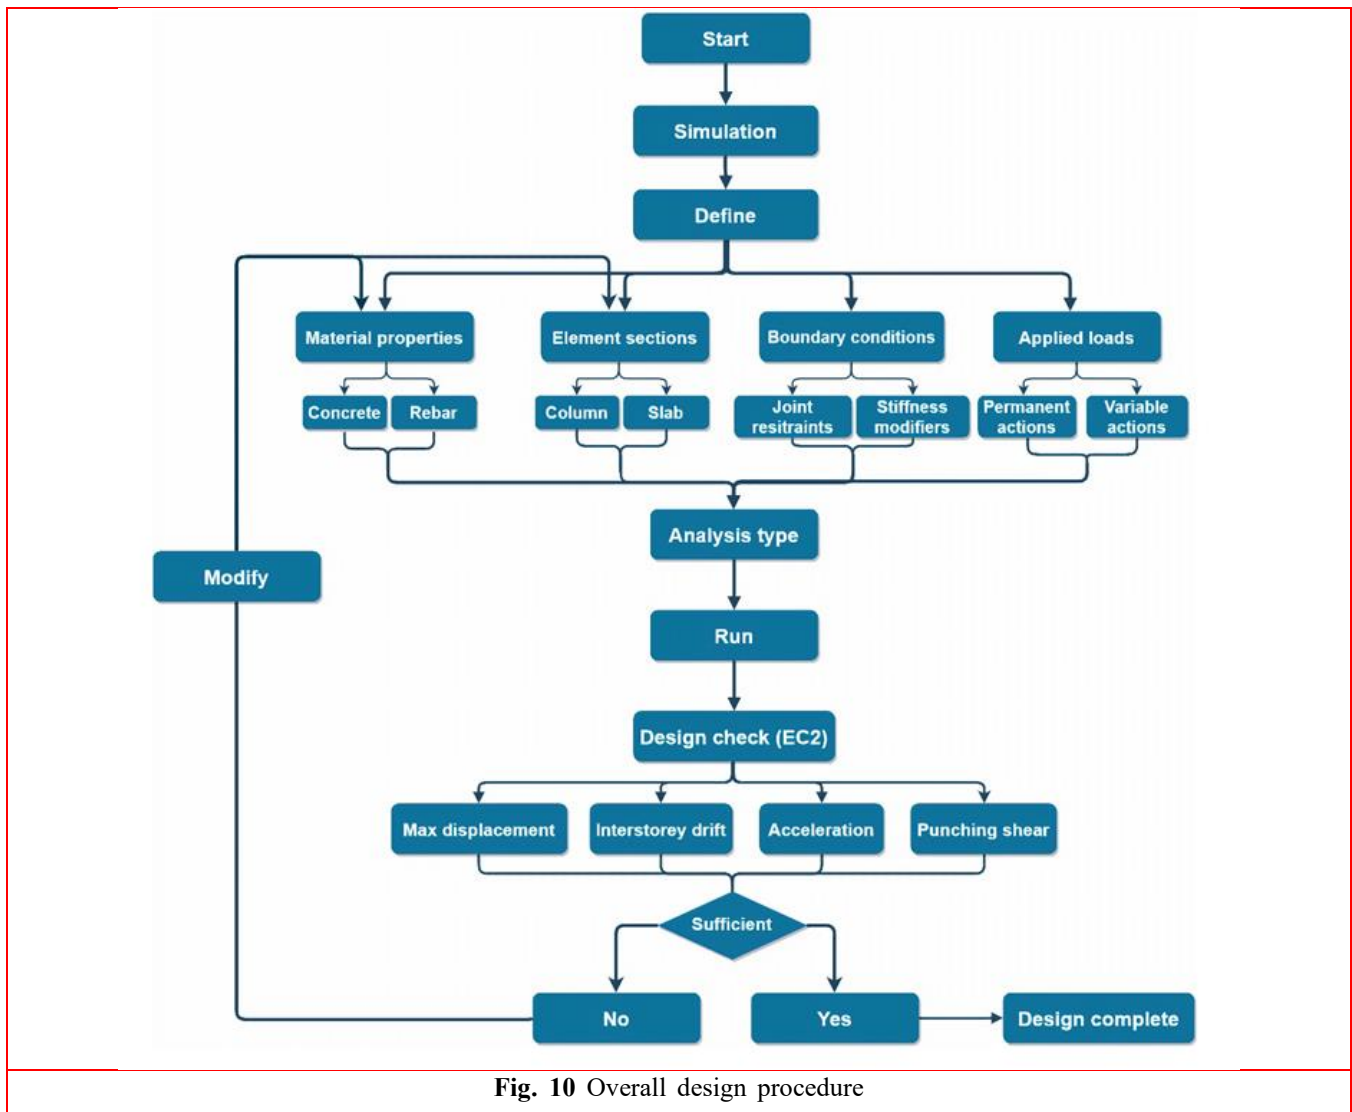 Start
Simulation
Define
Material properties
Element sections
Boundary conditions
Applied loads
Concrete
Rebar
Column
Slab
Joint
resitraints
Stiffness
modifiers
Permanent
actions
Variable
actions
Analysis type
Modify
Run
Design check (EC2)
Max displacement
Interstorey drift
Acceleration
Punching shear
Sufficient
No
Yes
Design complete
Fig. 10 Overall design procedure